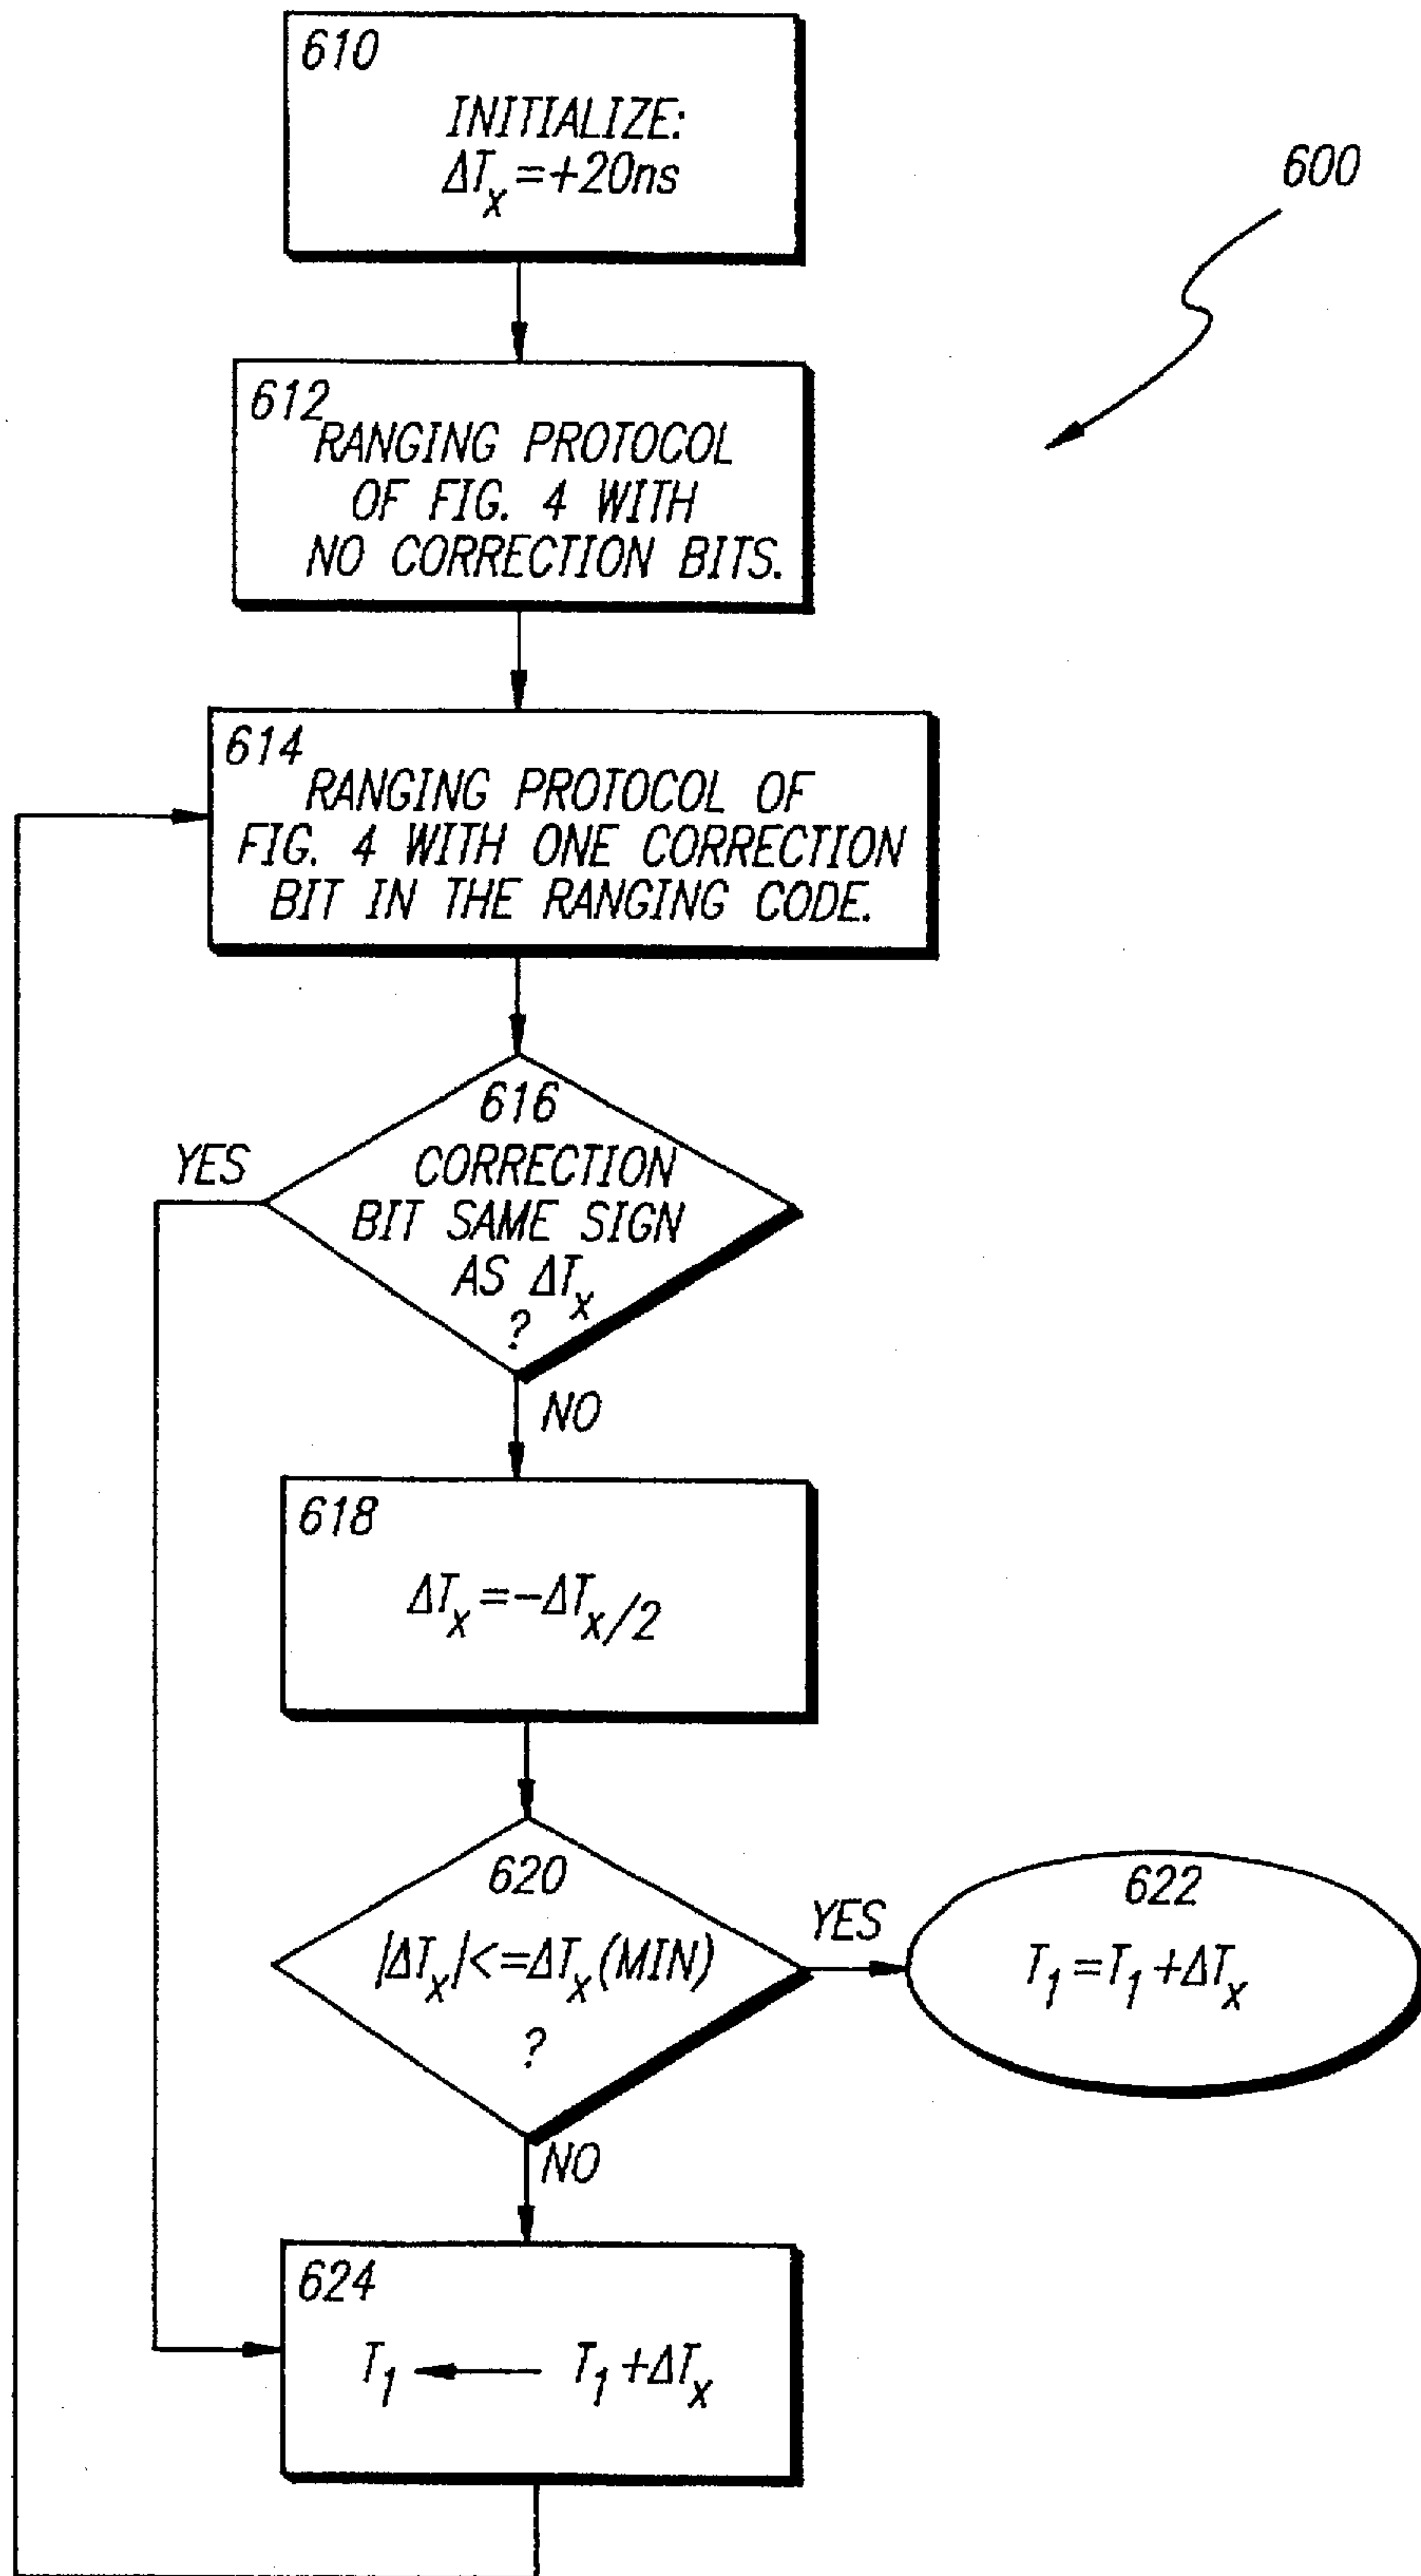 610
INITIALIZE:
ΔTx=+20ns
600
612
RANGING PROTOCOL
OF FIG. 4 WITH
NO CORRECTION BITS.
614
RANGING PROTOCOL OF
FIG. 4 WITH ONE CORRECTION
BIT IN THE RANGING CODE.
616
YES
CORRECTION
BIT SAME SIGN
AS ΔTx
?
NO
618
ΔTx=-ΔTx/2
620
|ΔTx|<=ΔTx(MIN)
?
YES
622
T1=T1+ΔTx
NO
624
T1 ← T1+ΔTx